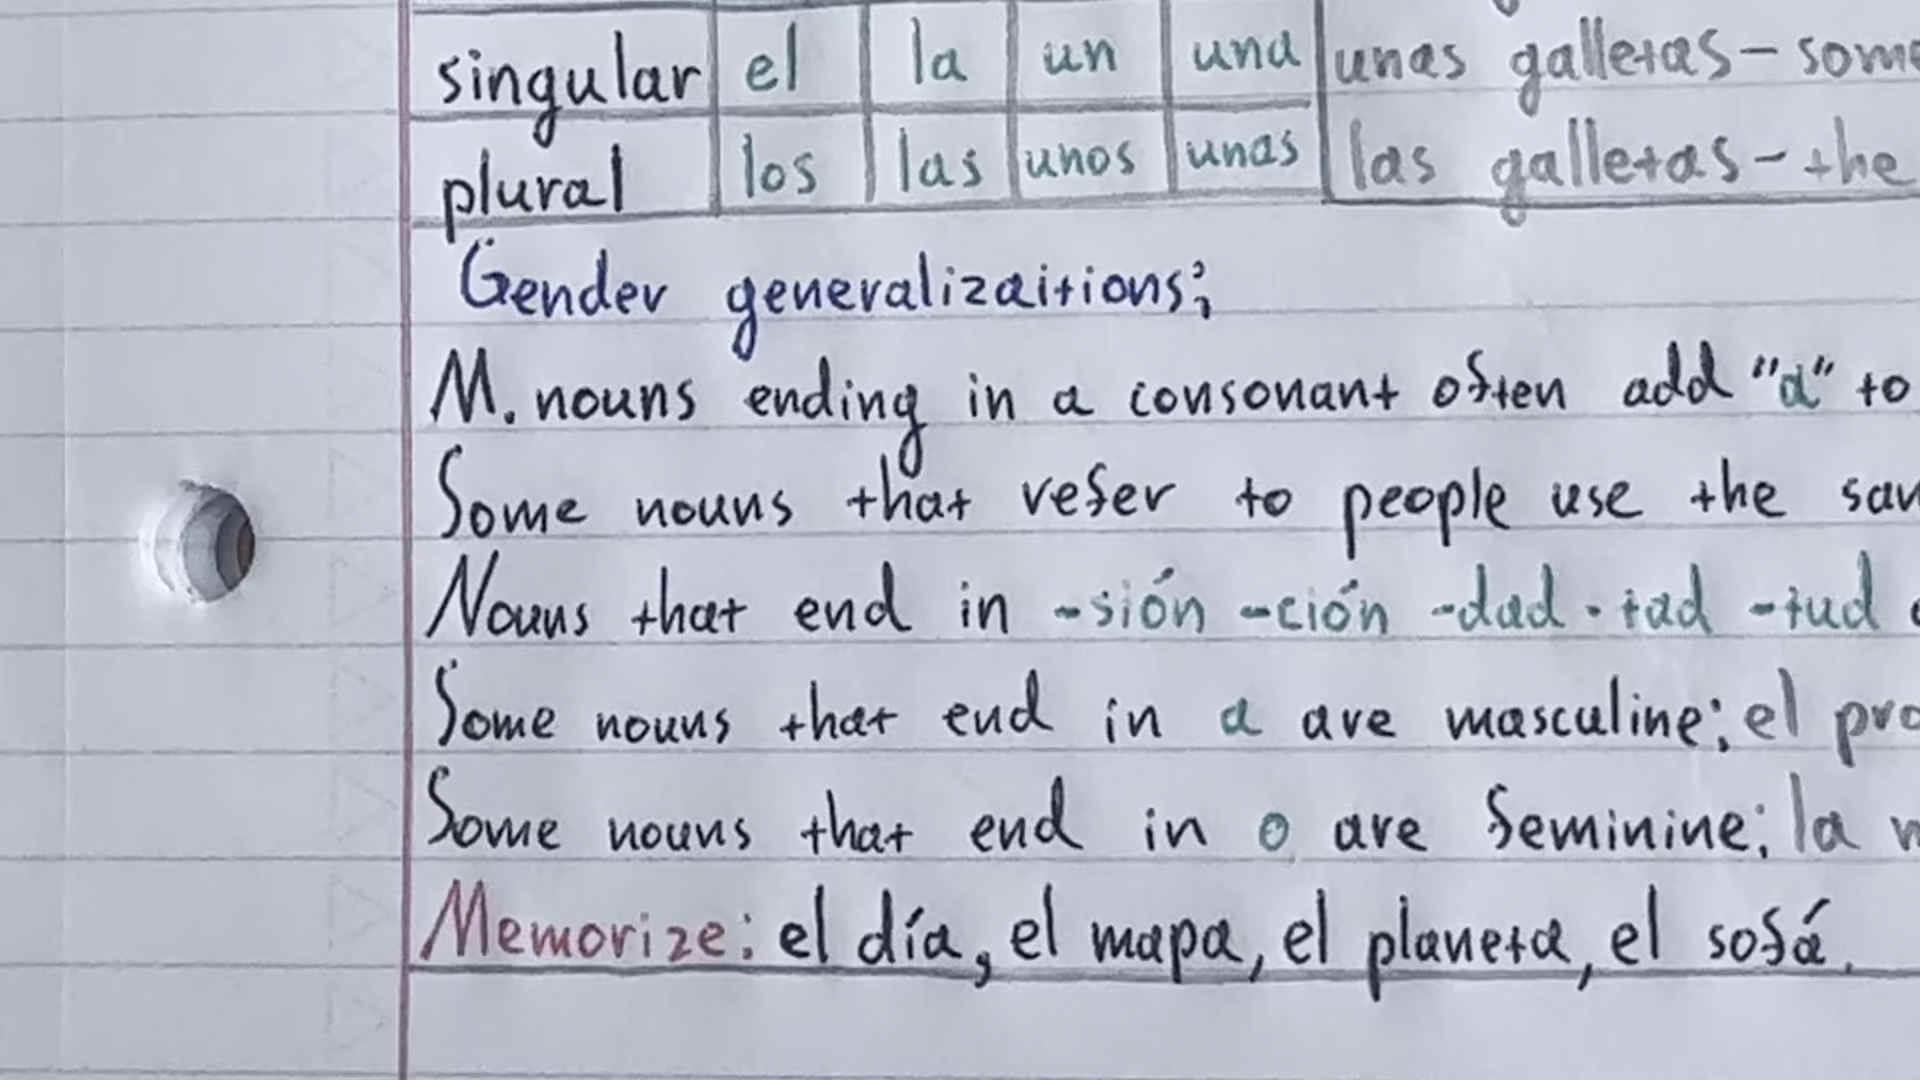 singular el la un una unas galletas - some
plural los las unos unas las galletas - the
Gender generalizaitions:
M. nouns ending in a consonant often add "a" to
Some nouns that refer to people use the
Nouns that end in -sión -ción -dad -tad -tud
Some nouns that end in a are masculine: el
Some nouns that end in o are feminine: la
Memorize: el día, el mapa, el planeta, el sofá.